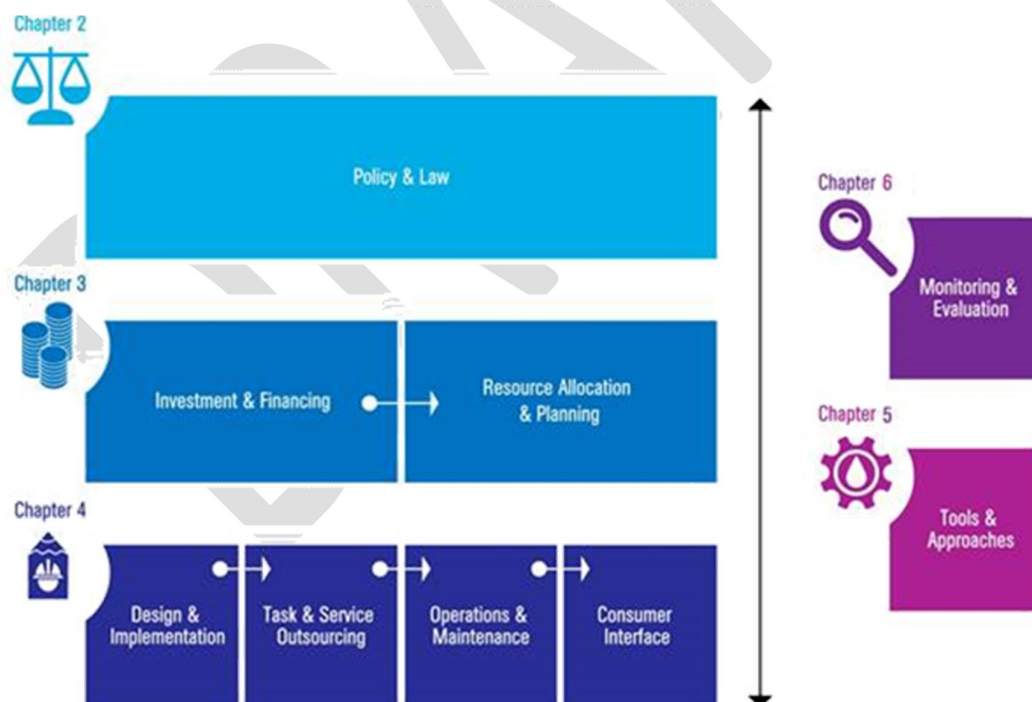 Chapter 2
Policy & Law
Chapter 3
Investment & Financing
Resource Allocation
& Planning
Chapter 4
Design &
Implementation
Task & Service
Outsourcing
Operations &
Maintenance
Consumer
Interface
Chapter 6
Monitoring &
Evaluation
Chapter 5
Tools &
Approaches